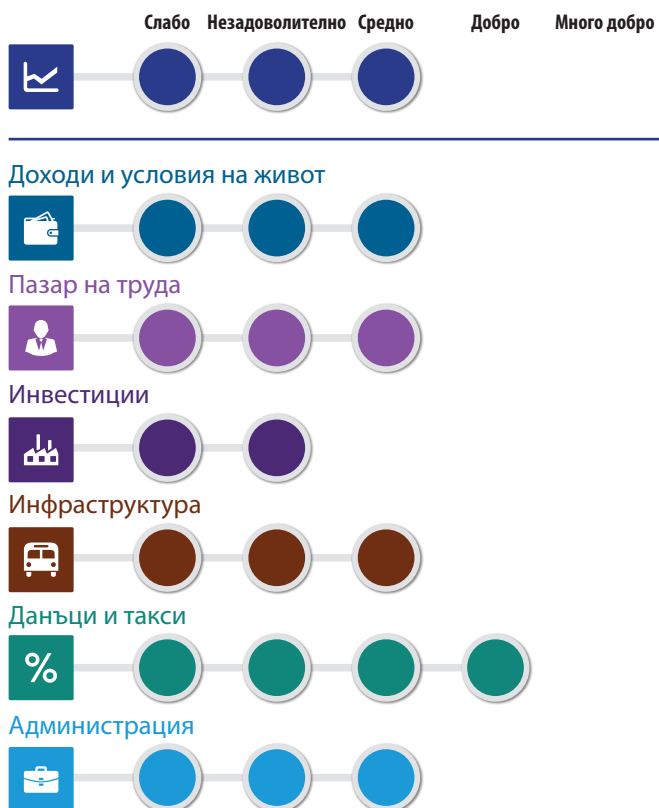 Слабо Незадоволително Средно Добро Много добро
Доходи и условия на живот
Пазар на труда
Инвестиции
Инфраструктура
Данъци и такси
%
Администрация